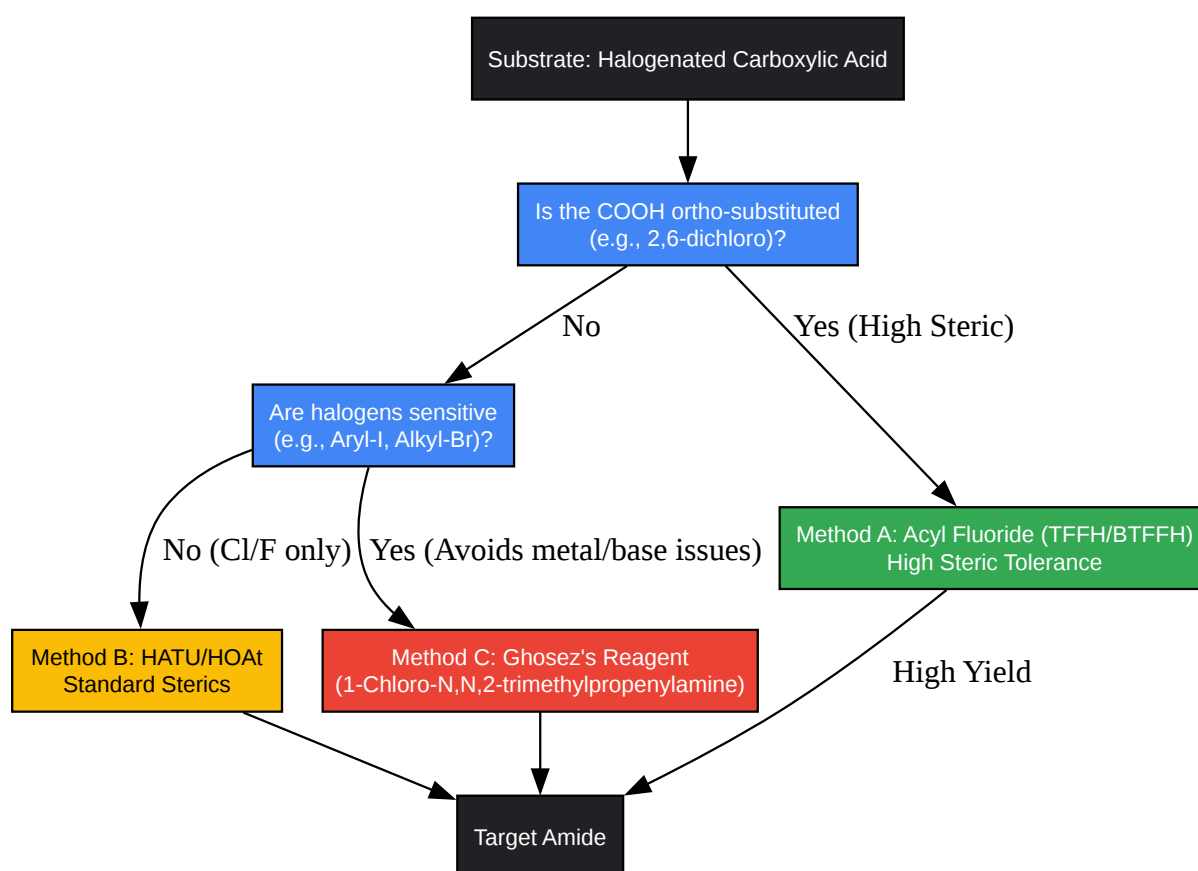 Substrate: Halogenated Carboxylic Acid
Is the COOH ortho-substituted
(e.g., 2,6-dichloro)?
No
Yes (High Steric)
Are halogens sensitive
(e.g., Aryl-I, Alkyl-Br)?
No (Cl/F only)
Yes (Avoids metal/base issues)
Method A: Acyl Fluoride (TFFH/BTFFH)
High Steric Tolerance
Method B: HATU/HOAt
Standard Sterics
Method C: Ghosez's Reagent
(1-Chloro-N,N,2-trimethylpropenylamine)
High Yield
Target Amide